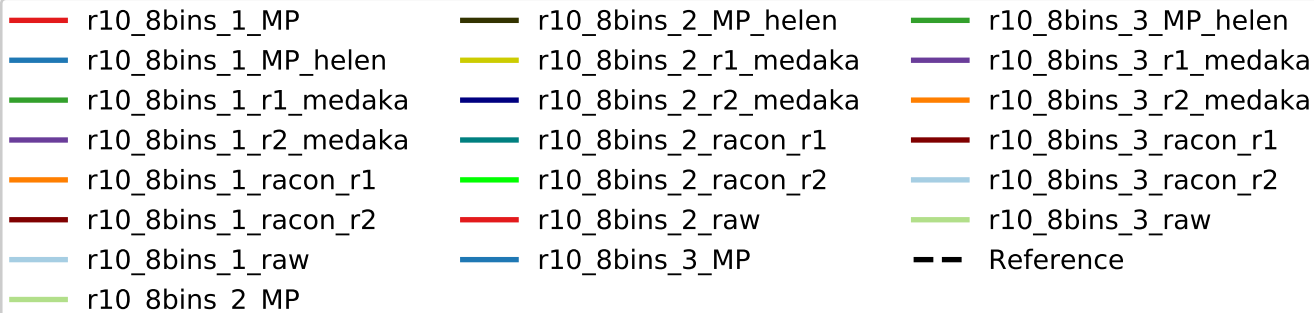 r10_8bins_1_MP
r10_8bins_1_MP_helen
r10_8bins_1_r1_medaka
r10_8bins_1_r2_medaka
r10_8bins_1_racon_r1
r10_8bins_1_racon_r2
r10_8bins_1_raw
r10_8bins_2_MP
r10_8bins_2_MP_helen
r10_8bins_2_r1_medaka
r10_8bins_2_r2_medaka
r10_8bins_2_racon_r1
r10_8bins_2_racon_r2
r10_8bins_2_raw
r10_8bins_3_MP
r10_8bins_3_MP_helen
r10_8bins_3_r1_medaka
r10_8bins_3_r2_medaka
r10_8bins_3_racon_r1
r10_8bins_3_racon_r2
r10_8bins_3_raw
Reference